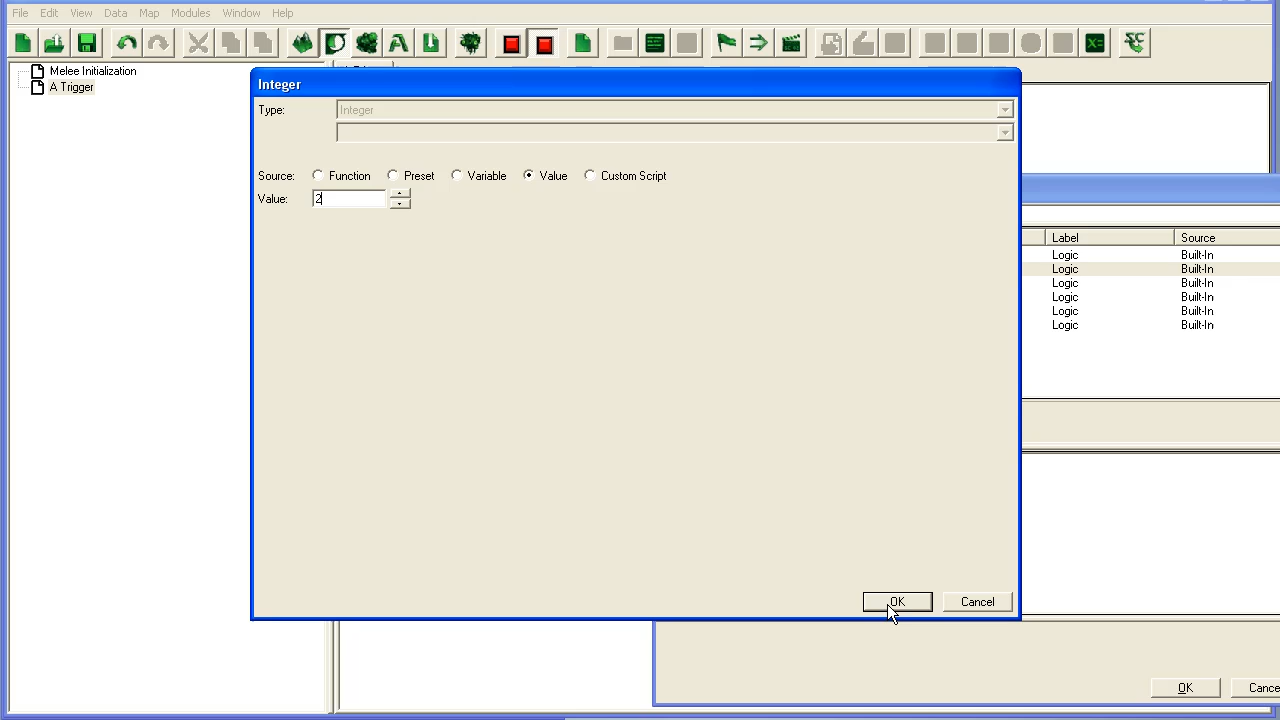 File Edit View Data Map Modules Window Help
Melee Initialization
A Trigger
Integer
Type: Integer
Source: Function Preset Variable Value Custom Script
Value: 2
Label Source
Logic Built-In
Logic Built-In
Logic Built-In
Logic Built-In
Logic Built-In
Logic Built-In
OK Cancel
OK Cance